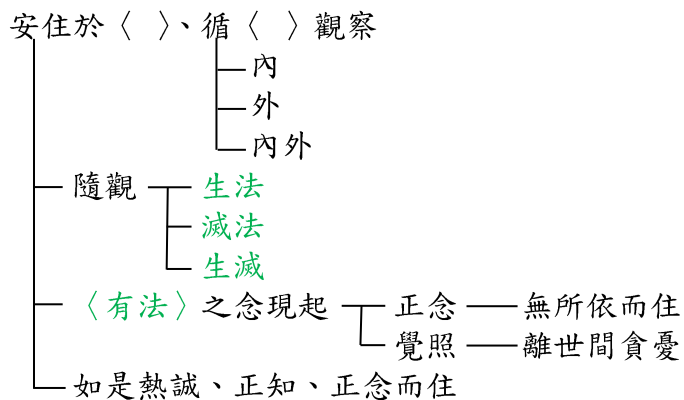 安住於〈 〉、循〈 〉觀察
內
外
內外
隨觀 生法
滅法
生滅
〈有法〉之念現起 正念 無所依而住
覺照 離世間貪憂
如是熱誠、正知、正念而住